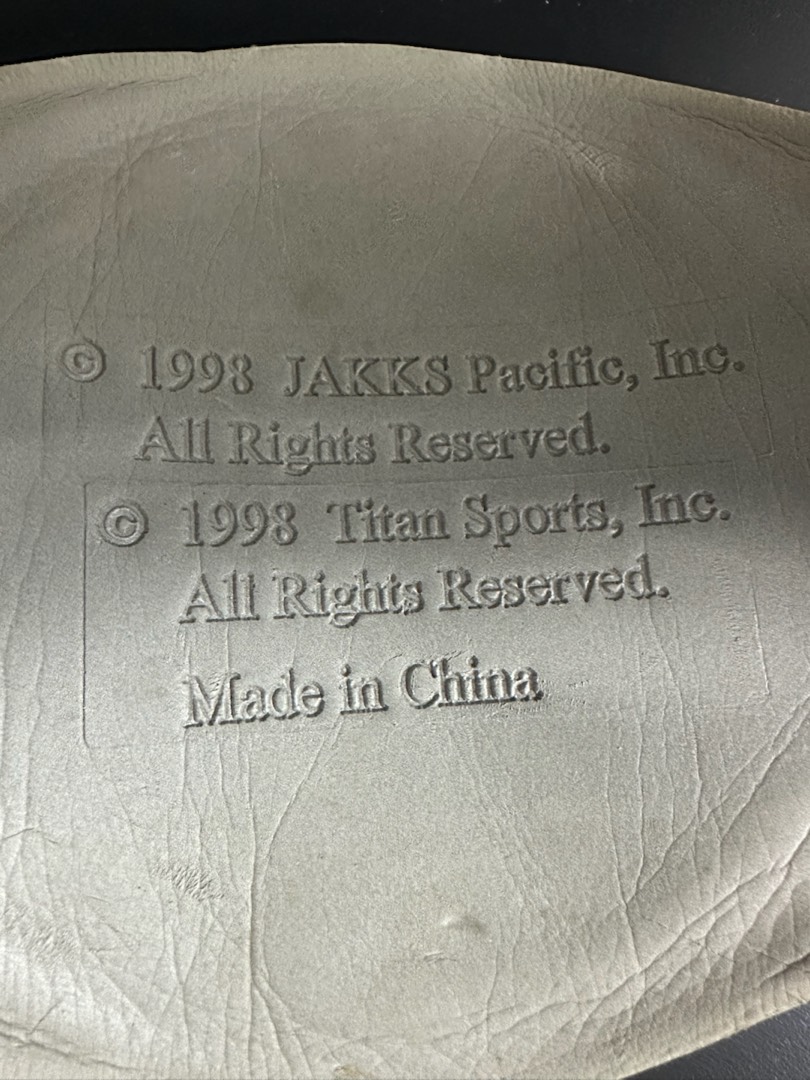 © 1998 JAKKS Pacific, Inc.
All Rights Reserved.
© 1998 Titan Sports, Inc.
All Rights Reserved.
Made in China